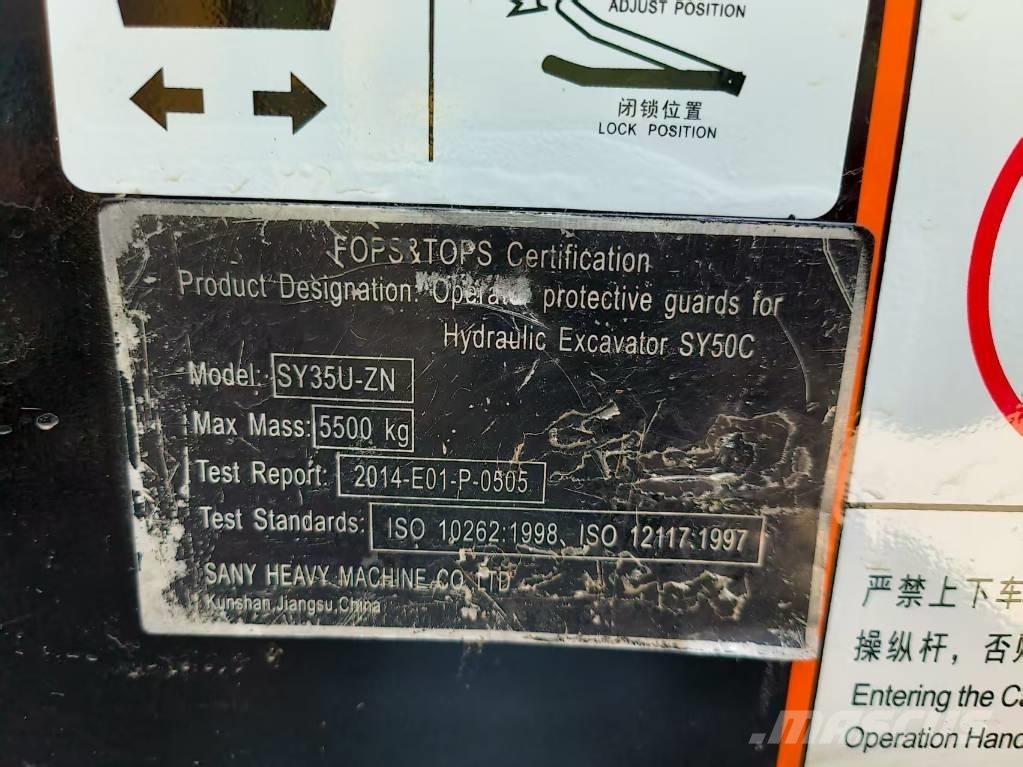 ADJUST POSITION
闭锁位置
LOCK POSITION
FOPS&TOPS Certification
Product Designation: Operator protective guards for
Hydraulic Excavator SY50C
Model: SY35U-ZN
Max Mass: 5500 kg
Test Report: 2014-E01-P-0505
Test Standards: ISO 10262:1998、ISO 12117:1997
SANY HEAVY MACHINE CO.,LTD
Kunshan,Jiangsu,China
严禁上下车
操纵杆，否则
Entering the
Operation
MASCUS